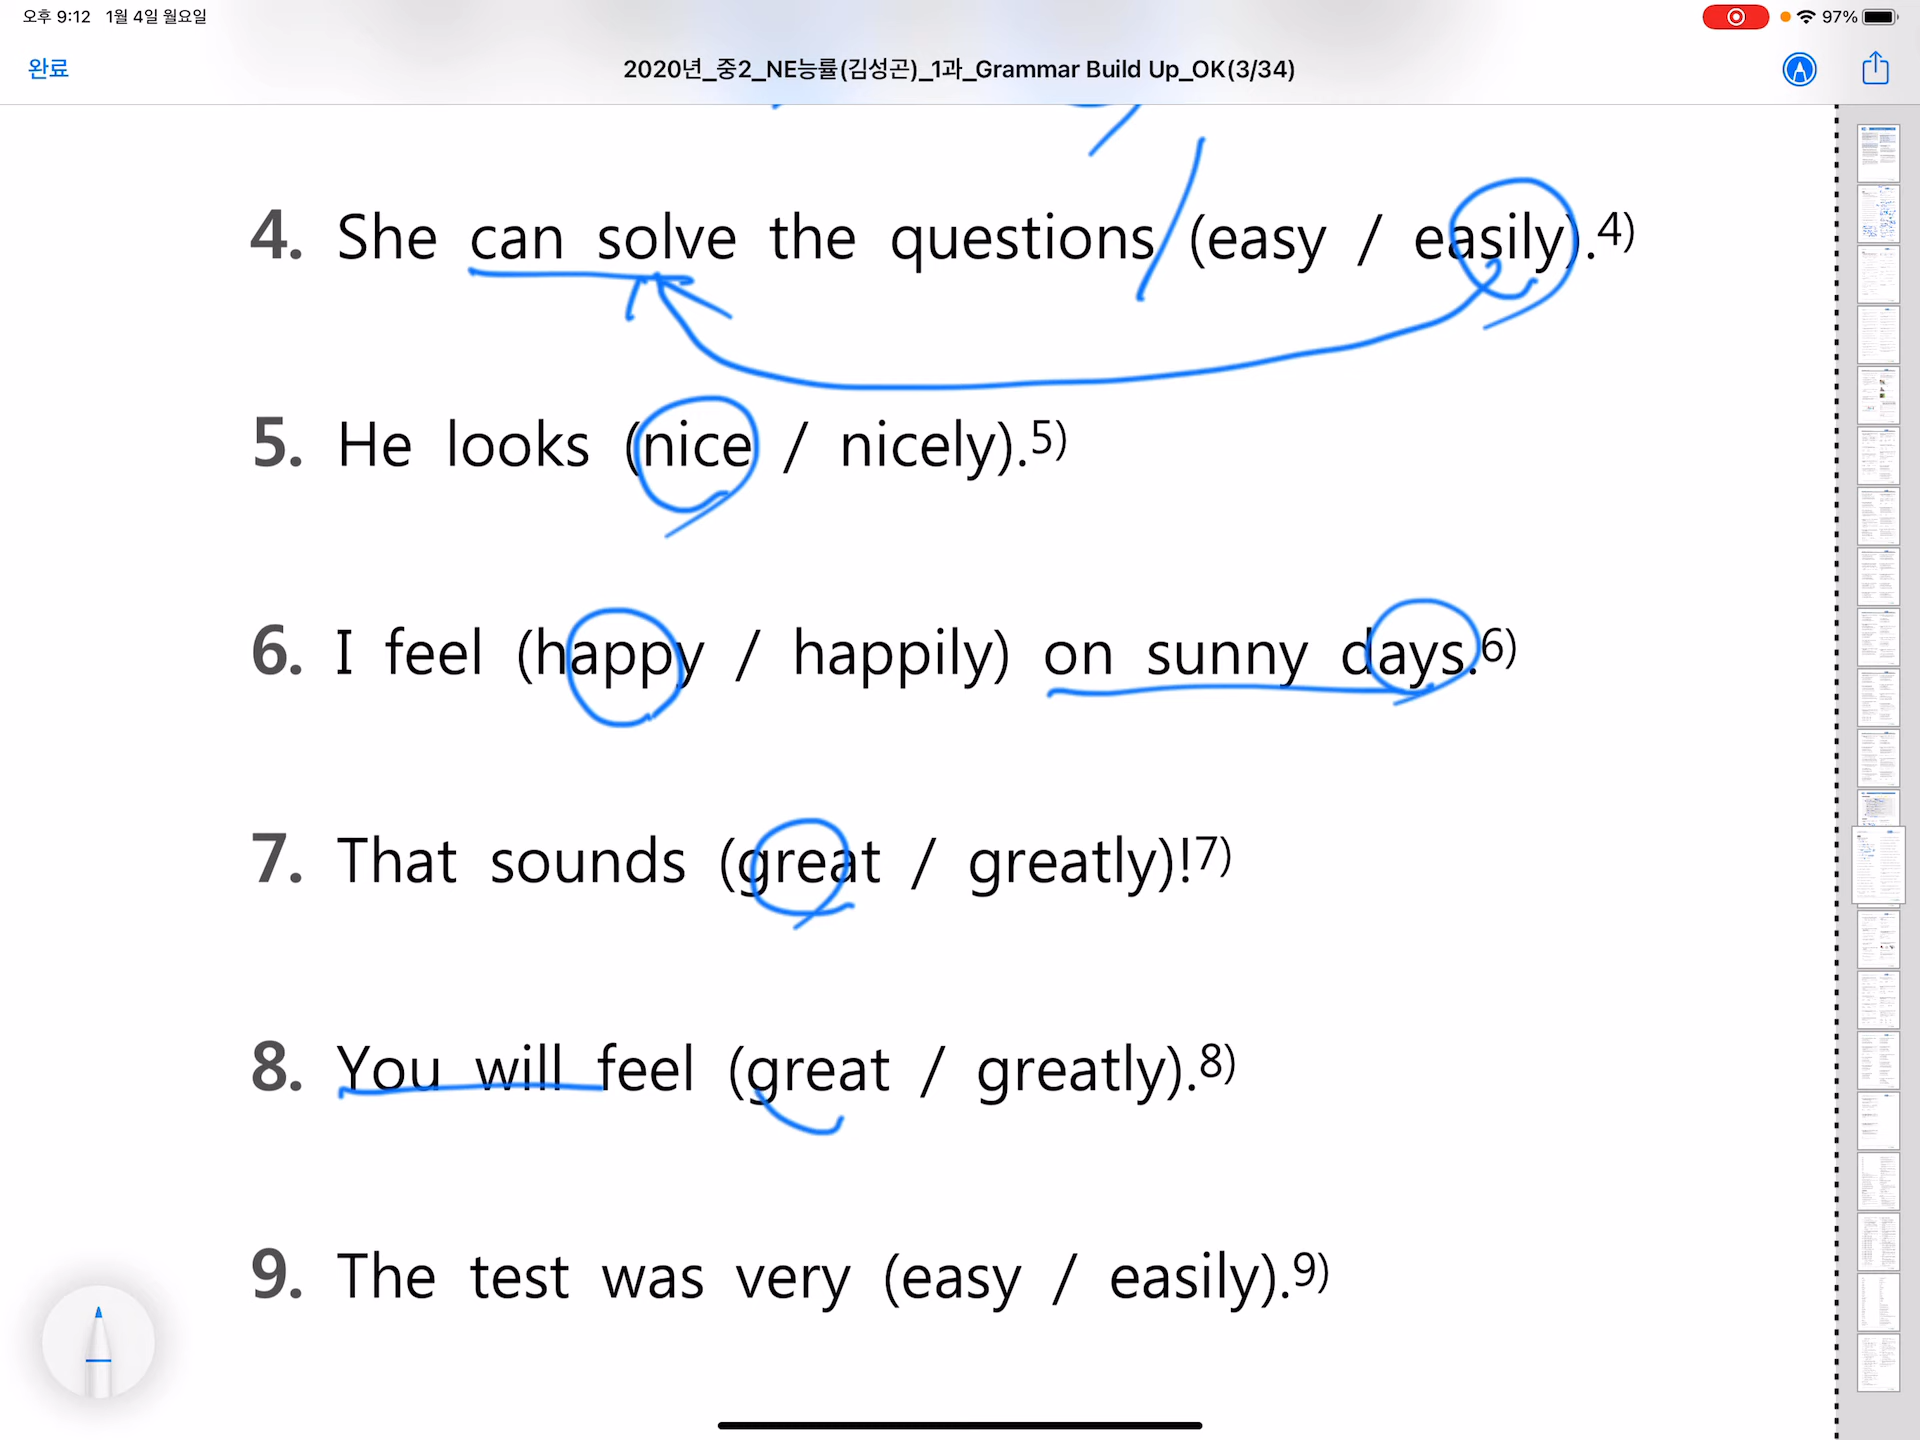 오후 9:12 1월 4일 월요일
97%
완료
2020년_중2_NE능률(김성곤)_1과_Grammar Build Up_OK(3/34)
4. She can solve the questions (easy / easily).4)
5. He looks (nice / nicely).5)
6. I feel (happy / happily) on sunny days.6)
7. That sounds (great / greatly)!7)
8. You will feel (great / greatly).8)
9. The test was very (easy / easily).9)